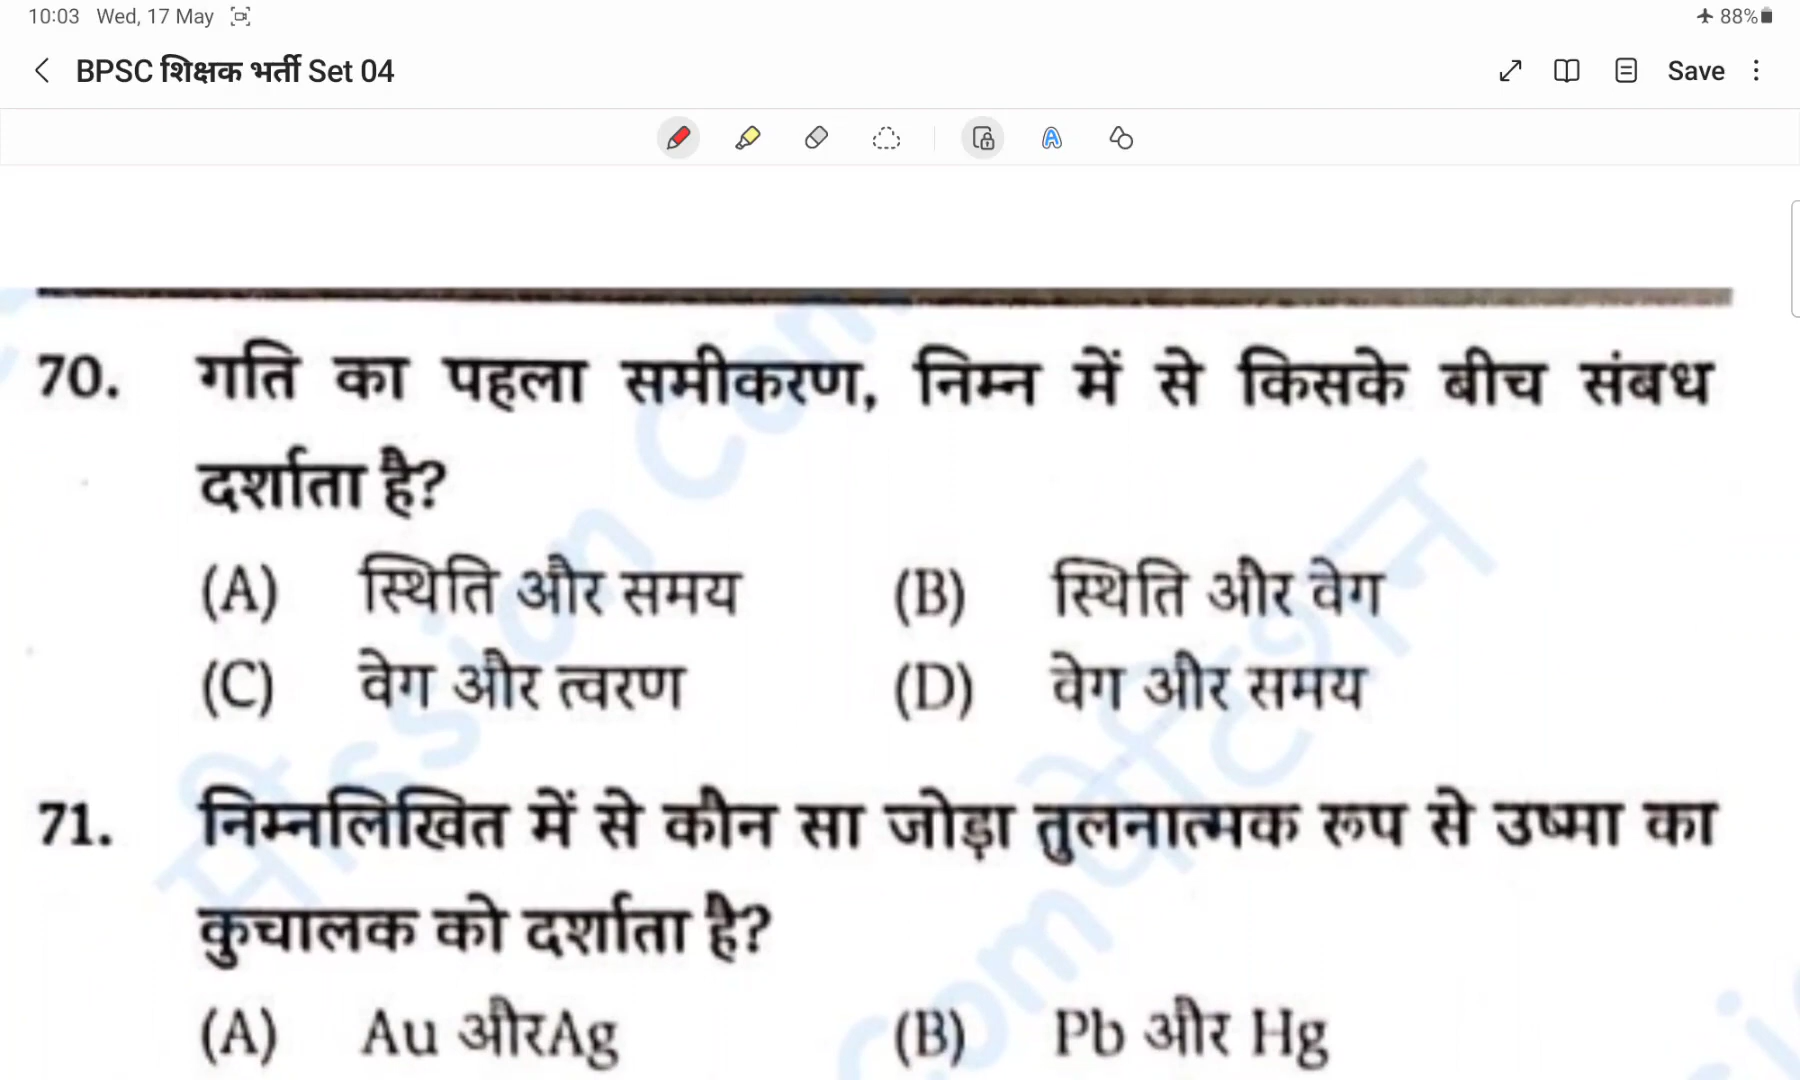 10:03 Wed, 17 May 88%
BPSC शिक्षक भर्ती Set 04 Save
70. गति का पहला समीकरण, निम्न में से किसके बीच संबध
दर्शाता है?
(A) स्थिति और समय (B) स्थिति और वेग
(C) वेग और त्वरण (D) वेग और समय
71. निम्नलिखित में से कौन सा जोड़ा तुलनात्मक रूप से उष्मा का
कुचालक को दर्शाता है?
(A) Au औरAg (B) Pb और Hg